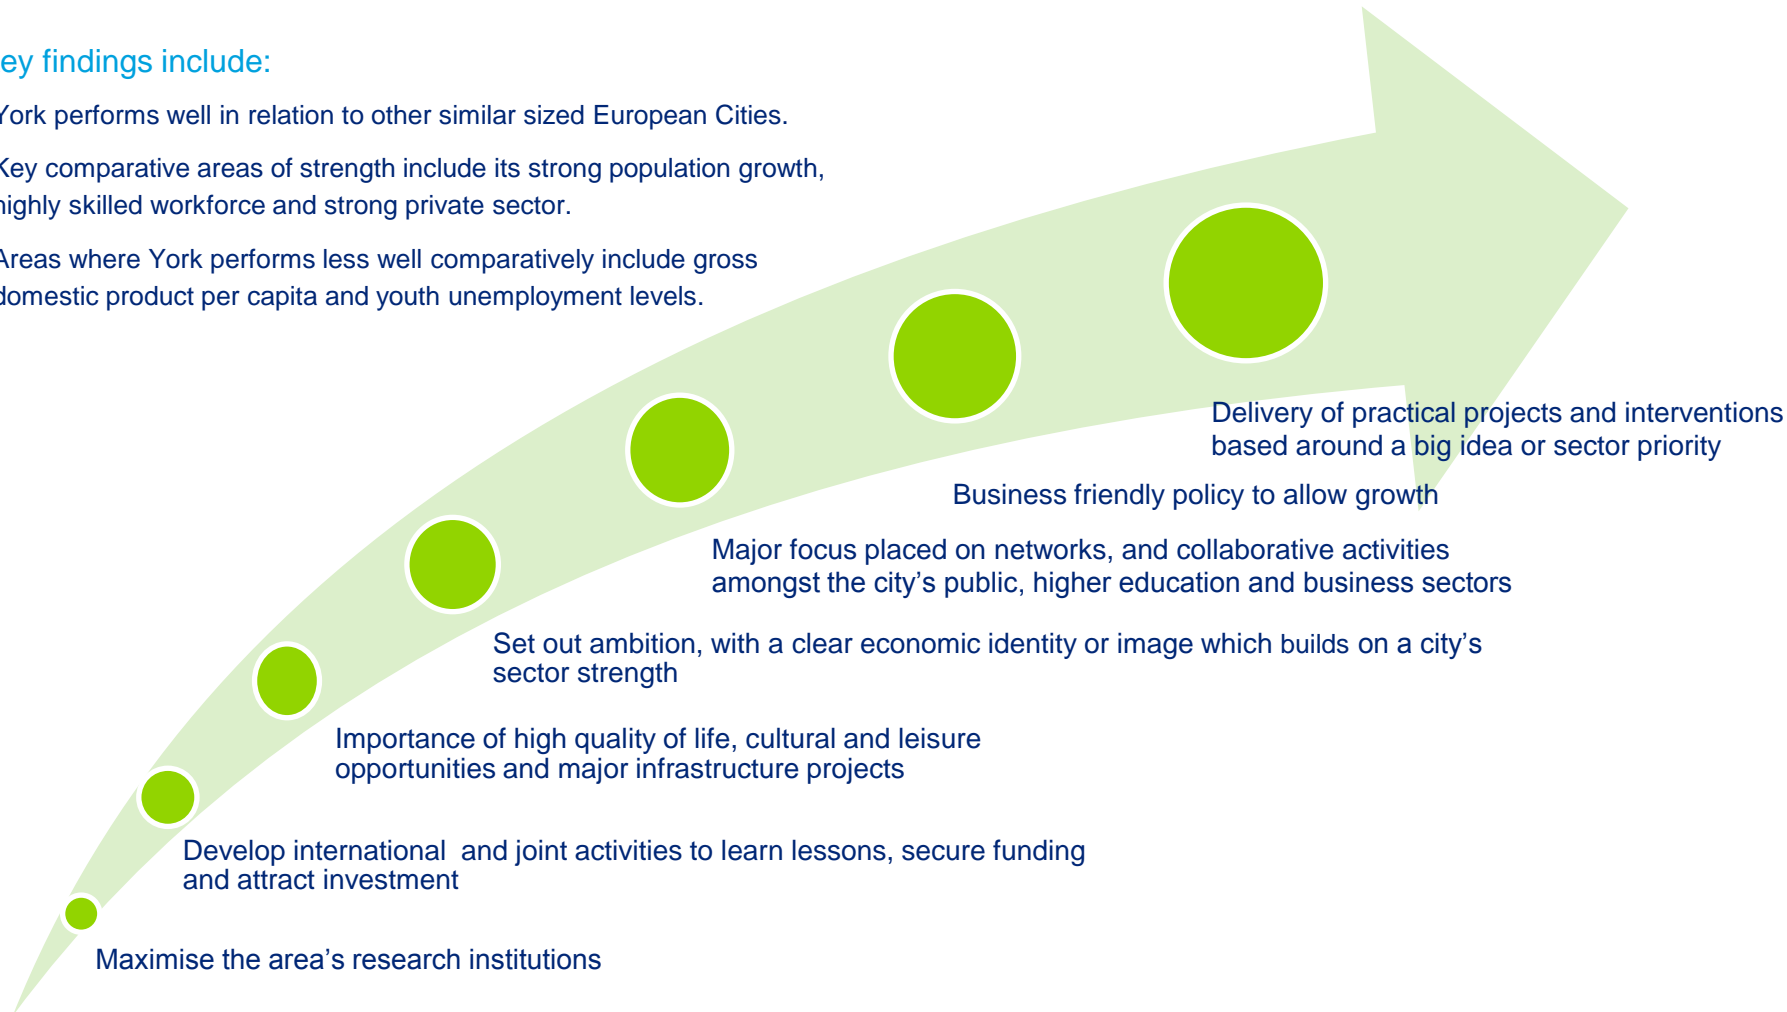 ey findings include:
York performs well in relation to other similar sized European Cities.
Key comparative areas of strength include its strong population growth,
highly skilled workforce and strong private sector.
Areas where York performs less well comparatively include gross
domestic product per capita and youth unemployment levels.
Delivery of practical projects and interventions
based around a big idea or sector priority
Business friendly policy to allow growth
Major focus placed on networks, and collaborative activities
amongst the city’s public, higher education and business sectors
Set out ambition, with a clear economic identity or image which builds on a city’s
sector strength
Importance of high quality of life, cultural and leisure
opportunities and major infrastructure projects
Develop international and joint activities to learn lessons, secure funding
and attract investment
Maximise the area’s research institutions